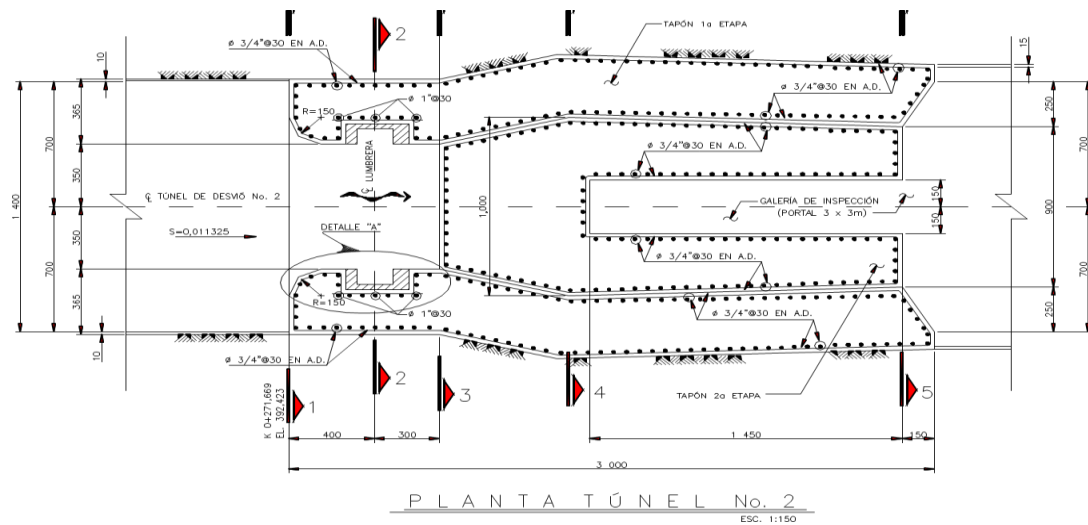 2
Ø 3/4"@30 EN A.D.
TAPÓN 1a ETAPA
10
15
Ø 3/4"@30 EN A.D.
365
R=150
Ø 1"@30
250
700
700
Ø 3/4"@30 EN A.D.
350
℄ LUMBRERA
1 400
℄ TÚNEL DE DESVIÓ No. 2
1,000
GALERÍA DE INSPECCIÓN
(PORTAL 3 x 3m)
150
150
900
S=0,011325
DETALLE "A"
350
Ø 3/4"@30 EN A.D.
700
700
R=150
Ø 1"@30
365
Ø 3/4"@30 EN A.D.
250
10
Ø 3/4"@30 EN A.D.
K 0+271,669
EL. 392,423
1
2
3
4
5
TAPÓN 2a ETAPA
400
300
1 450
150
3 000
PLANTA TÚNEL No. 2
ESC. 1:150